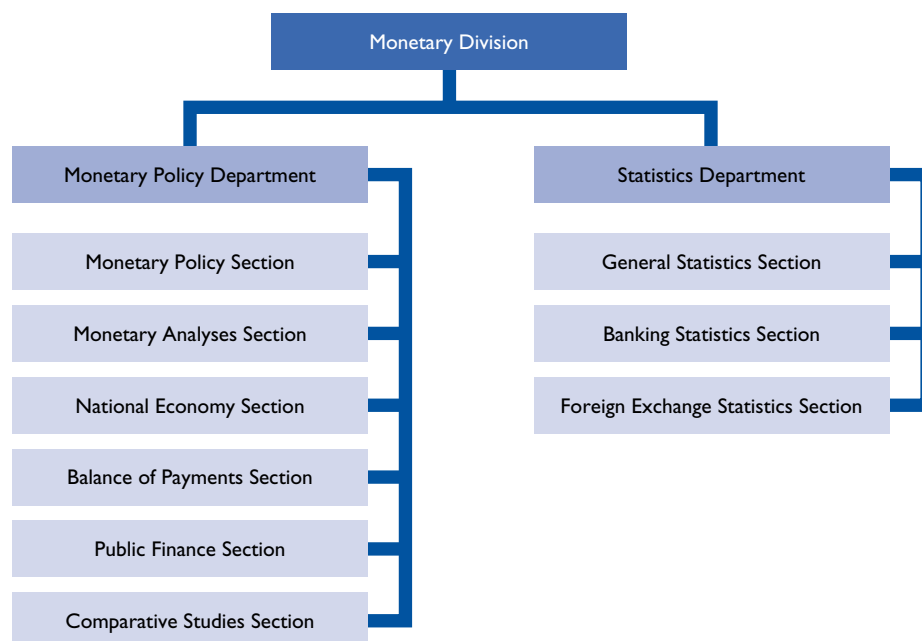 Monetary Division
Monetary Policy Department
Monetary Policy Section
Monetary Analyses Section
National Economy Section
Balance of Payments Section
Public Finance Section
Comparative Studies Section
Statistics Department
General Statistics Section
Banking Statistics Section
Foreign Exchange Statistics Section